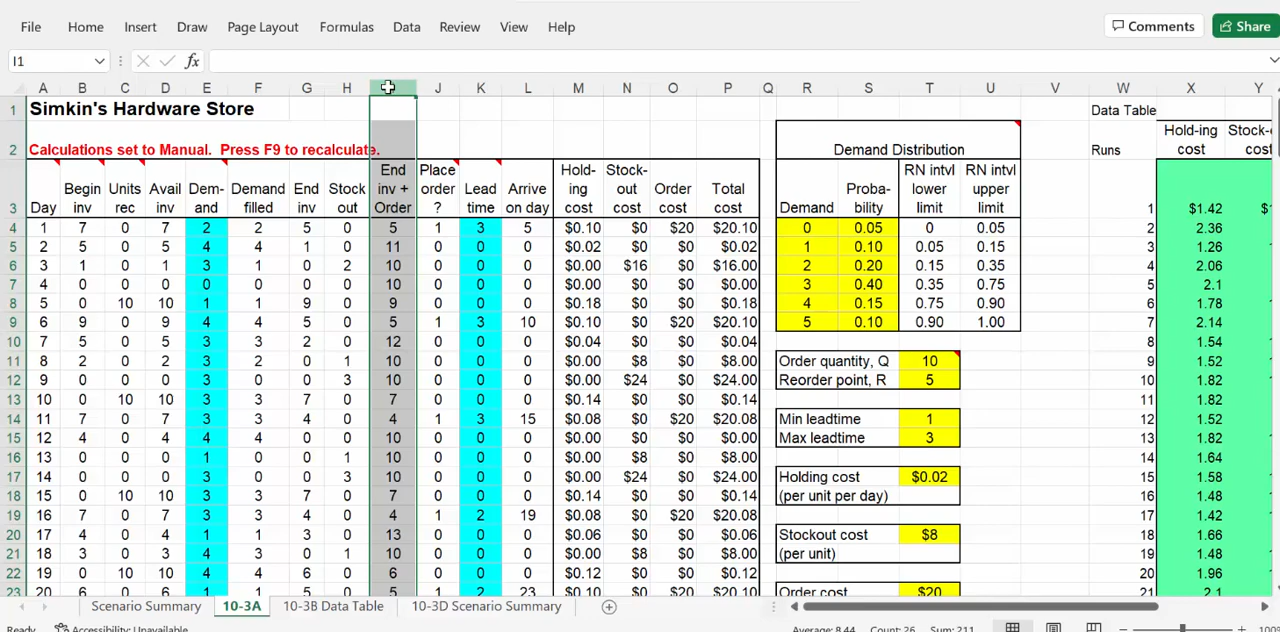 File Home Insert Draw Page Layout Formulas Data Review View Help Comments Share
I1 fx
A B C D E F G H J K L M N O P Q R S T U V W X Y
1 Simkin's Hardware Store Data Table
2 Calculations set to Manual. Press F9 to recalculate. Demand Distribution Runs Hold-ing cost Stock- cost
3 Day Begin inv Units rec Avail inv Dem-and Demand filled End inv Stock out End inv + Order Place order ? Lead time Arrive on day Hold-ing cost Stock-out cost Order cost Total cost Demand Proba-bility RN intvl lower limit RN intvl upper limit 1 $1.42
4 1 7 0 7 2 2 5 0 5 1 3 5 $0.10 $0 $20 $20.10 0 0.05 0 0.05 2 2.36
5 2 5 0 5 4 4 1 0 11 0 0 0 $0.02 $0 $0 $0.02 1 0.10 0.05 0.15 3 1.26
6 3 1 0 1 3 1 0 2 10 0 0 0 $0.00 $16 $0 $16.00 2 0.20 0.15 0.35 4 2.06
7 4 0 0 0 0 0 0 0 10 0 0 0 $0.00 $0 $0 $0.00 3 0.40 0.35 0.75 5 2.1
8 5 0 10 10 1 1 9 0 9 0 0 0 $0.18 $0 $0 $0.18 4 0.15 0.75 0.90 6 1.78
9 6 9 0 9 4 4 5 0 5 1 3 10 $0.10 $0 $20 $20.10 5 0.10 0.90 1.00 7 2.14
10 7 5 0 5 3 3 2 0 12 0 0 0 $0.04 $0 $0 $0.04 8 1.54
11 8 2 0 2 3 2 0 1 10 0 0 0 $0.00 $8 $0 $8.00 Order quantity, Q 10 9 1.52
12 9 0 0 0 3 0 0 3 10 0 0 0 $0.00 $24 $0 $24.00 Reorder point, R 5 10 1.82
13 10 0 10 10 3 3 7 0 7 0 0 0 $0.14 $0 $0 $0.14 11 1.82
14 11 7 0 7 3 3 4 0 4 1 3 15 $0.08 $0 $20 $20.08 Min leadtime 1 12 1.52
15 12 4 0 4 4 4 0 0 10 0 0 0 $0.00 $0 $0 $0.00 Max leadtime 3 13 1.82
16 13 0 0 0 1 0 0 1 10 0 0 0 $0.00 $8 $0 $8.00 14 1.64
17 14 0 0 0 3 0 0 3 10 0 0 0 $0.00 $24 $0 $24.00 Holding cost $0.02 15 1.58
18 15 0 10 10 3 3 7 0 7 0 0 0 $0.14 $0 $0 $0.14 (per unit per day) 16 1.48
19 16 7 0 7 3 3 4 0 4 1 2 19 $0.08 $0 $20 $20.08 17 1.42
20 17 4 0 4 1 1 3 0 13 0 0 0 $0.06 $0 $0 $0.06 Stockout cost $8 18 1.66
21 18 3 0 3 4 3 0 1 10 0 0 0 $0.00 $8 $0 $8.00 (per unit) 19 1.48
22 19 0 10 10 4 4 6 0 6 0 0 0 $0.12 $0 $0 $0.12 20 1.96
23 20 6 0 6 1 1 5 0 5 1 2 23 $0.10 $0 $20 $20.10 Order cost $20 21 2.1
Scenario Summary 10-3A 10-3B Data Table 10-3D Scenario Summary
Accessibility: Unavailable Average: 8.44 Count: 26 Sum: 211 100%